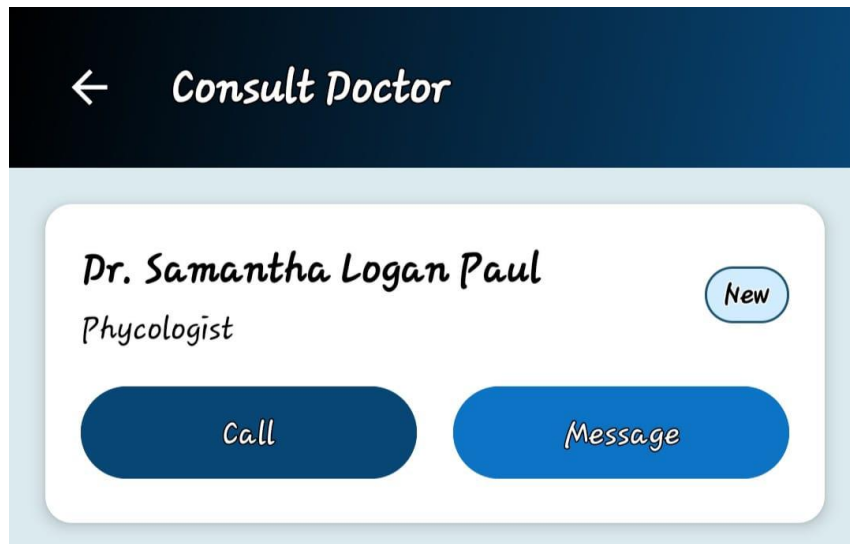 Consult Doctor
Dr. Samantha Logan Paul
New
Phycologist
Call
Message